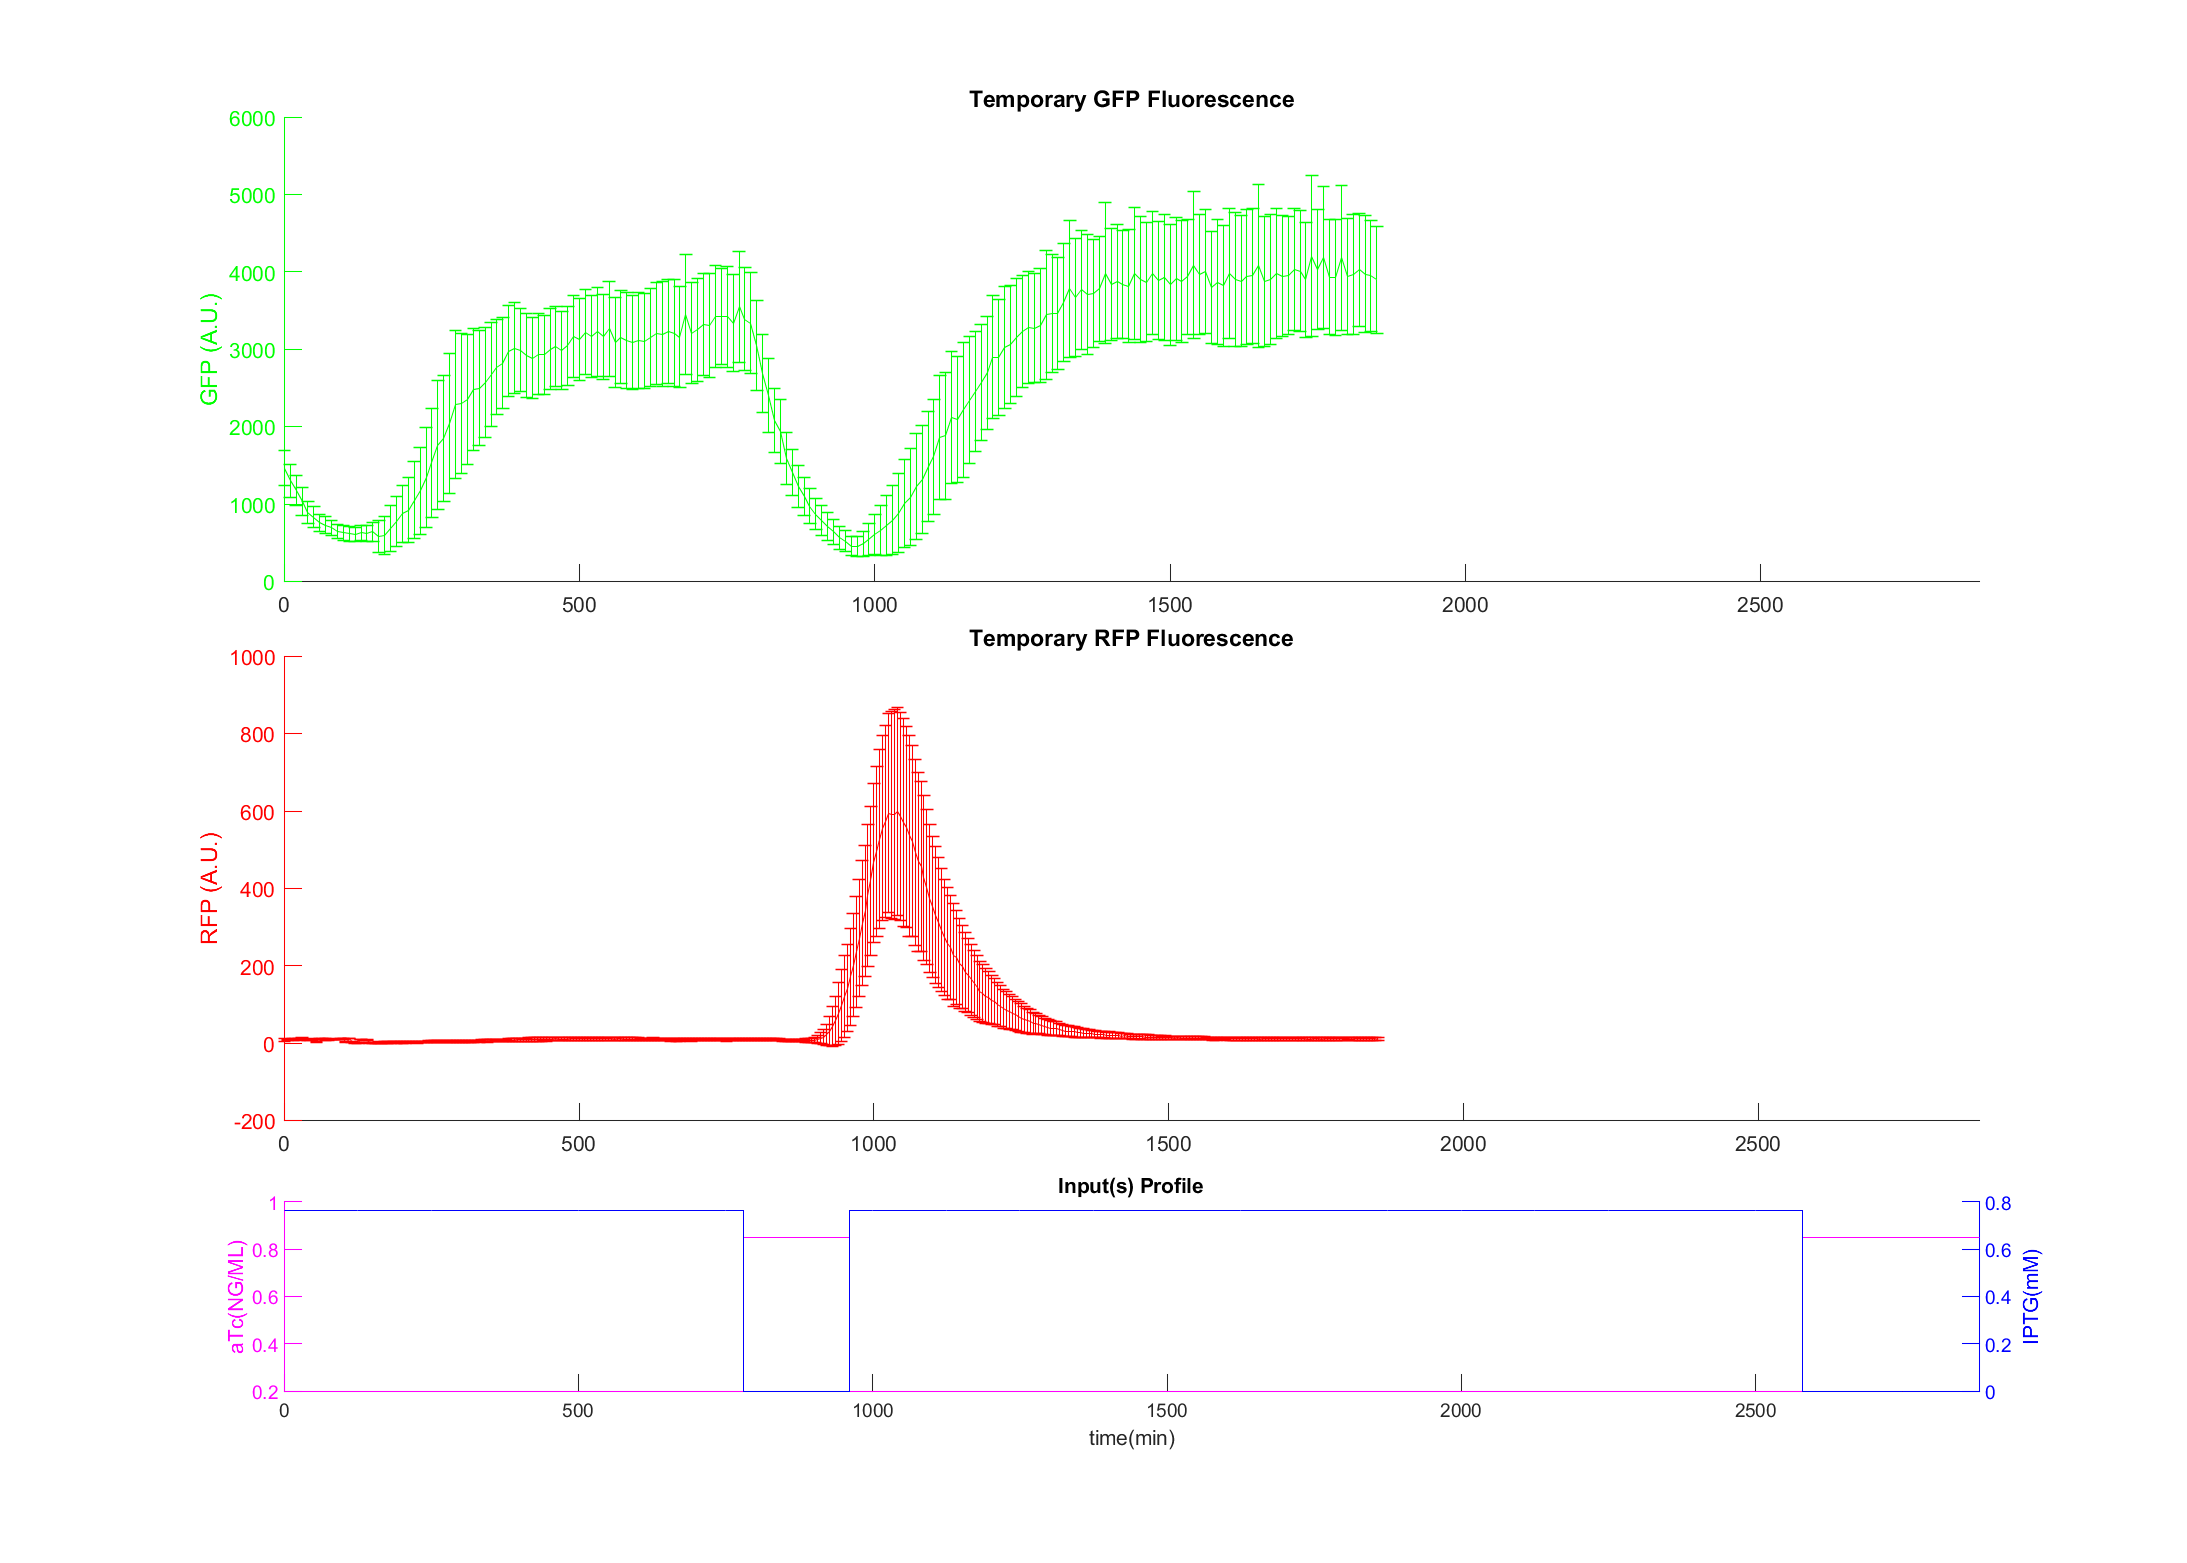 Temporary GFP Fluorescence
6000
5000
4000
3000
2000
1000
0
GFP (A.U.)
0 500 1000 1500 2000 2500
Temporary RFP Fluorescence
1000
800
600
400
200
0
-200
RFP (A.U.)
0 500 1000 1500 2000 2500
Input(s) Profile
1
0.8
0.6
0.4
0.2
aTc(NG/ML)
0.8
0.6
0.4
0.2
0
IPTG(mM)
0 500 1000 1500 2000 2500
time(min)